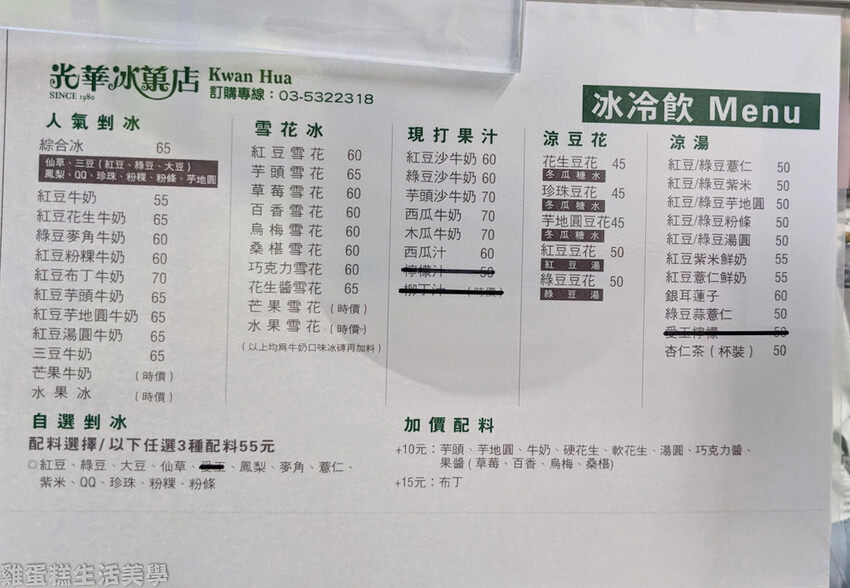 光華冰菓店 Kwan Hua
SINCE 1980 訂購專線：03-5322318
冰冷飲 Menu
人氣剉冰
綜合冰 65
仙草、三豆(紅豆、綠豆、大豆)
鳳梨、QQ、珍珠、粉粿、粉條、芋地圓
紅豆牛奶 55
紅豆花生牛奶 65
綠豆麥角牛奶 60
紅豆粉粿牛奶 60
紅豆布丁牛奶 70
紅豆芋頭牛奶 65
紅豆芋地圓牛奶 65
紅豆湯圓牛奶 65
三豆牛奶 65
芒果牛奶 (時價)
水果冰 (時價)
雪花冰
紅豆雪花 60
芋頭雪花 65
草莓雪花 60
百香雪花 60
烏梅雪花 60
桑椹雪花 60
巧克力雪花 60
花生醬雪花 65
芒果雪花 (時價)
水果雪花 (時價)
(以上均為牛奶口味冰磚再加料)
現打果汁
紅豆沙牛奶 60
綠豆沙牛奶 60
芋頭沙牛奶 70
西瓜牛奶 70
木瓜牛奶 70
西瓜汁 60
檸檬汁 50
柳丁汁 (時價)
涼豆花
花生豆花 45
冬瓜糖水
珍珠豆花 45
冬瓜糖水
芋地圓豆花 45
冬瓜糖水
紅豆豆花 50
紅豆湯
綠豆豆花 50
綠豆湯
涼湯
紅豆/綠豆薏仁 50
紅豆/綠豆紫米 50
紅豆/綠豆芋地圓 50
紅豆/綠豆粉條 50
紅豆/綠豆湯圓 50
紅豆紫米鮮奶 55
紅豆薏仁鮮奶 55
銀耳蓮子 60
綠豆蒜薏仁 50
愛玉檸檬 50
杏仁茶(杯裝) 50
自選剉冰
配料選擇/以下任選3種配料55元
◎紅豆、綠豆、大豆、仙草、愛玉、鳳梨、麥角、薏仁、
紫米、QQ、珍珠、粉粿、粉條
加價配料
+10元：芋頭、芋地圓、牛奶、硬花生、軟花生、湯圓、巧克力醬、
果醬(草莓、百香、烏梅、桑椹)
+15元：布丁
雞蛋糕生活美學